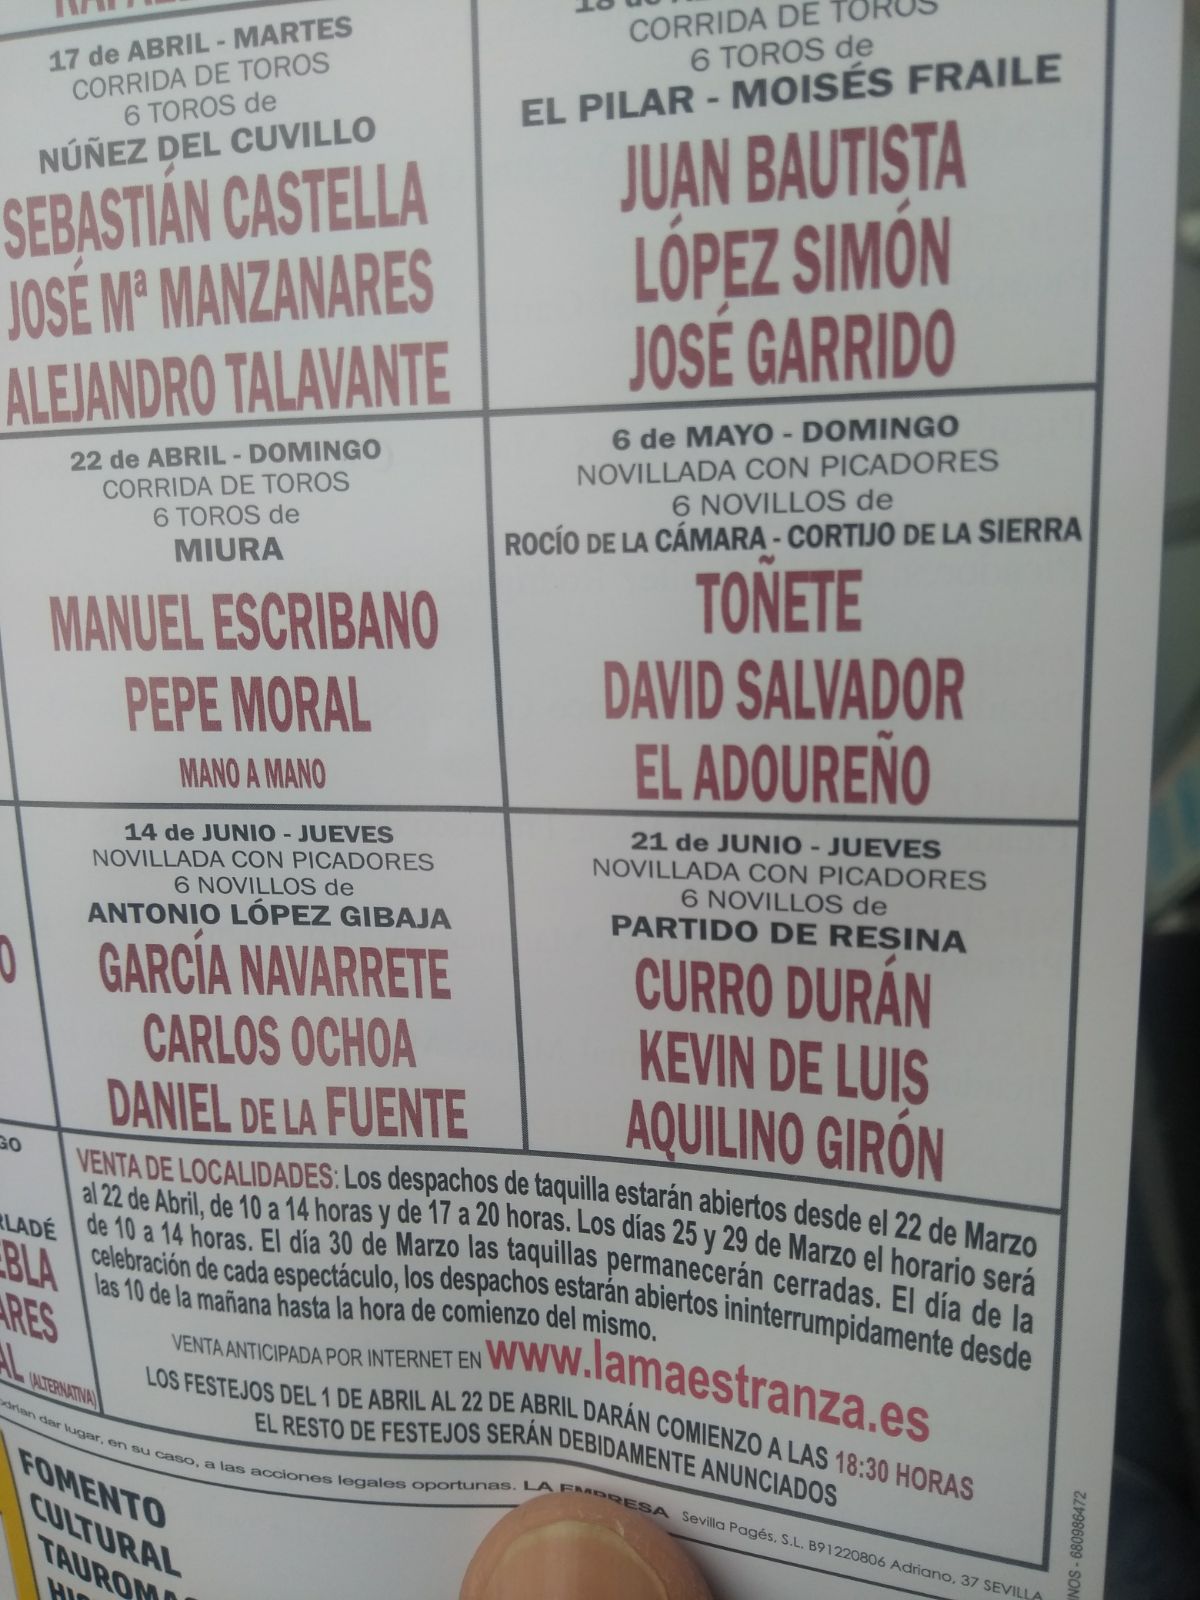 17 de ABRIL - MARTES
CORRIDA DE TOROS
6 TOROS de
NÚÑEZ DEL CUVILLO
SEBASTIÁN CASTELLA
JOSÉ Mª MANZANARES
ALEJANDRO TALAVANTE
CORRIDA DE TOROS
6 TOROS de
EL PILAR - MOISÉS FRAILE
JUAN BAUTISTA
LÓPEZ SIMÓN
JOSÉ GARRIDO
22 de ABRIL - DOMINGO
CORRIDA DE TOROS
6 TOROS de
MIURA
MANUEL ESCRIBANO
PEPE MORAL
MANO A MANO
6 de MAYO - DOMINGO
NOVILLADA CON PICADORES
6 NOVILLOS de
ROCÍO DE LA CÁMARA - CORTIJO DE LA SIERRA
TOÑETE
DAVID SALVADOR
EL ADOUREÑO
14 de JUNIO - JUEVES
NOVILLADA CON PICADORES
6 NOVILLOS de
ANTONIO LÓPEZ GIBAJA
GARCÍA NAVARRETE
CARLOS OCHOA
DANIEL DE LA FUENTE
21 de JUNIO - JUEVES
NOVILLADA CON PICADORES
6 NOVILLOS de
PARTIDO DE RESINA
CURRO DURÁN
KEVIN DE LUIS
AQUILINO GIRÓN
VENTA DE LOCALIDADES: Los despachos de taquilla estarán abiertos desde el 22 de Marzo
al 22 de Abril, de 10 a 14 horas y de 17 a 20 horas. Los días 25 y 29 de Marzo el horario será
de 10 a 14 horas. El día 30 de Marzo las taquillas permanecerán cerradas. El día de la
celebración de cada espectáculo, los despachos estarán abiertos ininterrumpidamente desde
las 10 de la mañana hasta la hora de comienzo del mismo.
VENTA ANTICIPADA POR INTERNET EN www.lamaestranza.es
LOS FESTEJOS DEL 1 DE ABRIL AL 22 DE ABRIL DARÁN COMIENZO A LAS 18:30 HORAS
EL RESTO DE FESTEJOS SERÁN DEBIDAMENTE ANUNCIADOS
(ALTERNATIVA)
dar lugar, en su caso, a las acciones legales oportunas. LA EMPRESA
Sevilla Pagés, S.L. B91220806 Adriano, 37 SEVILLA
680986472
FOMENTO
CULTURAL